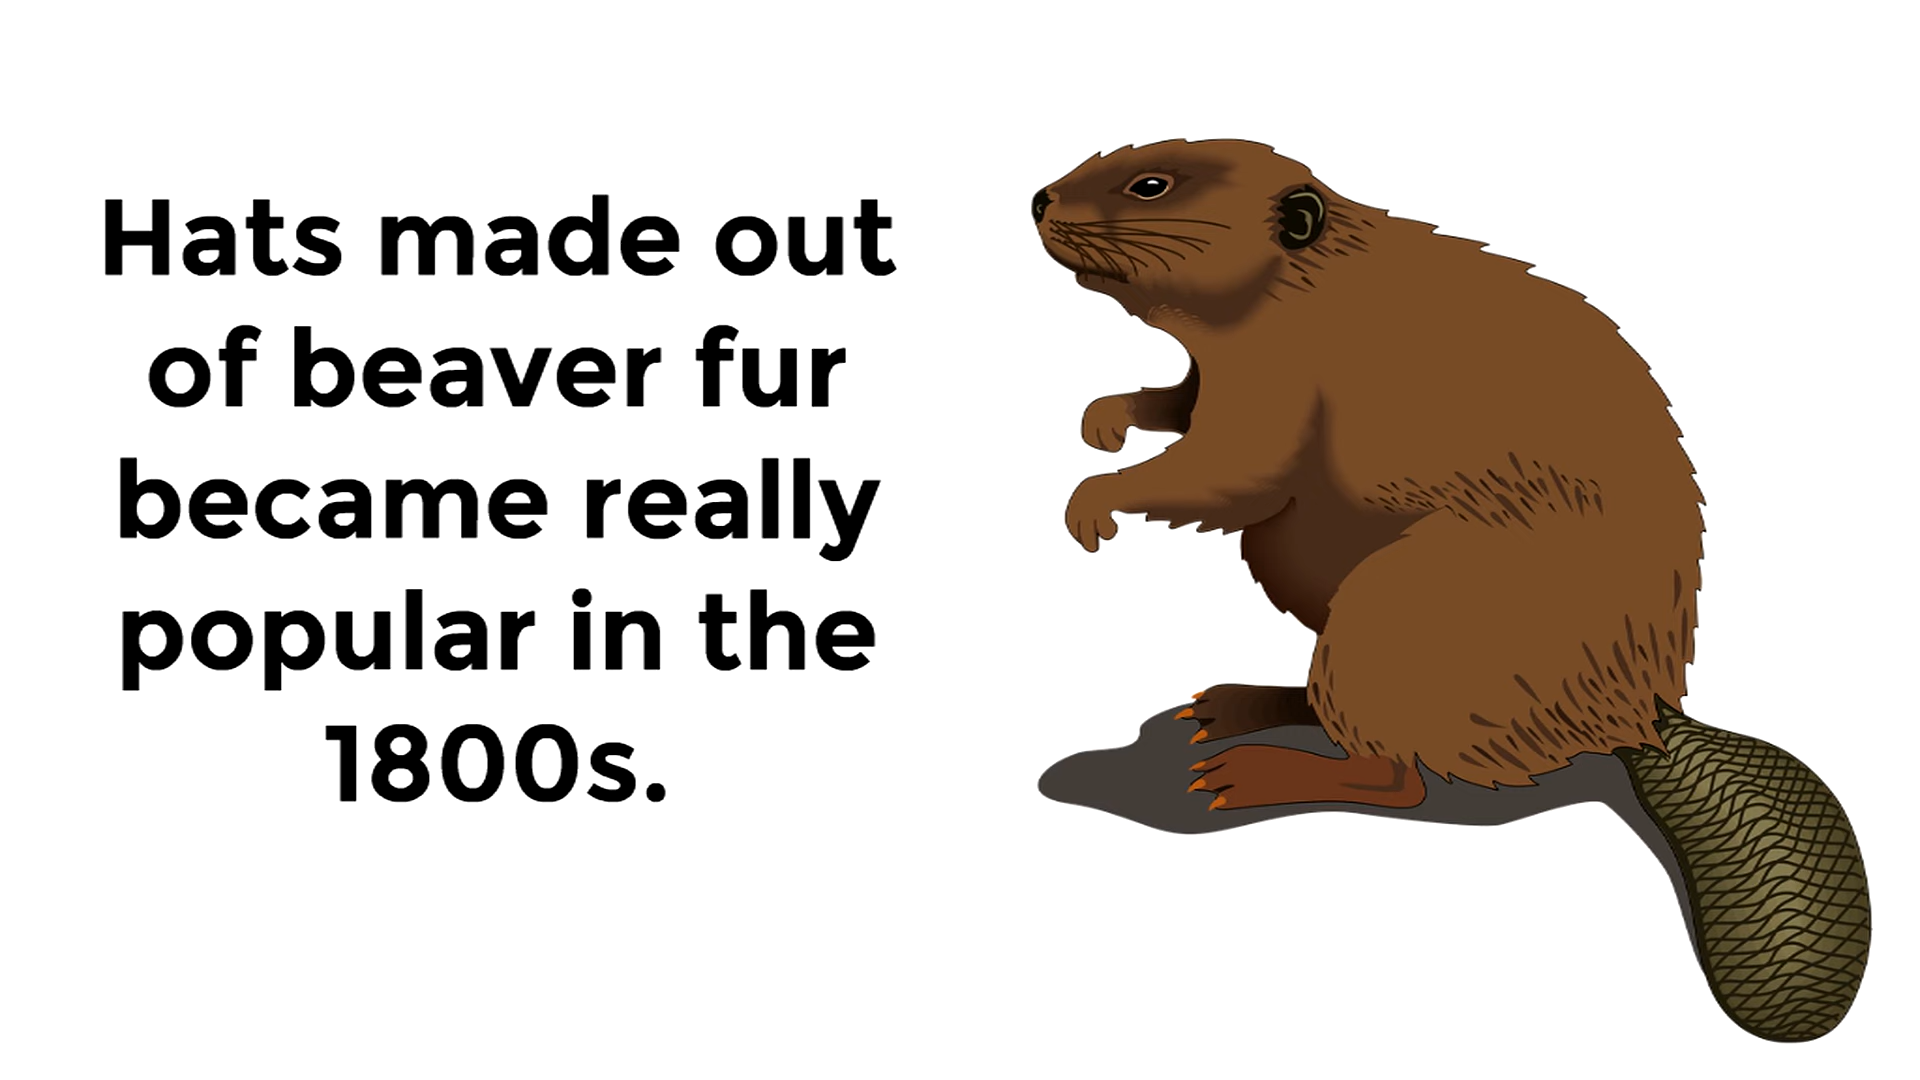 Hats made out
of beaver fur
became really
popular in the
1800s.